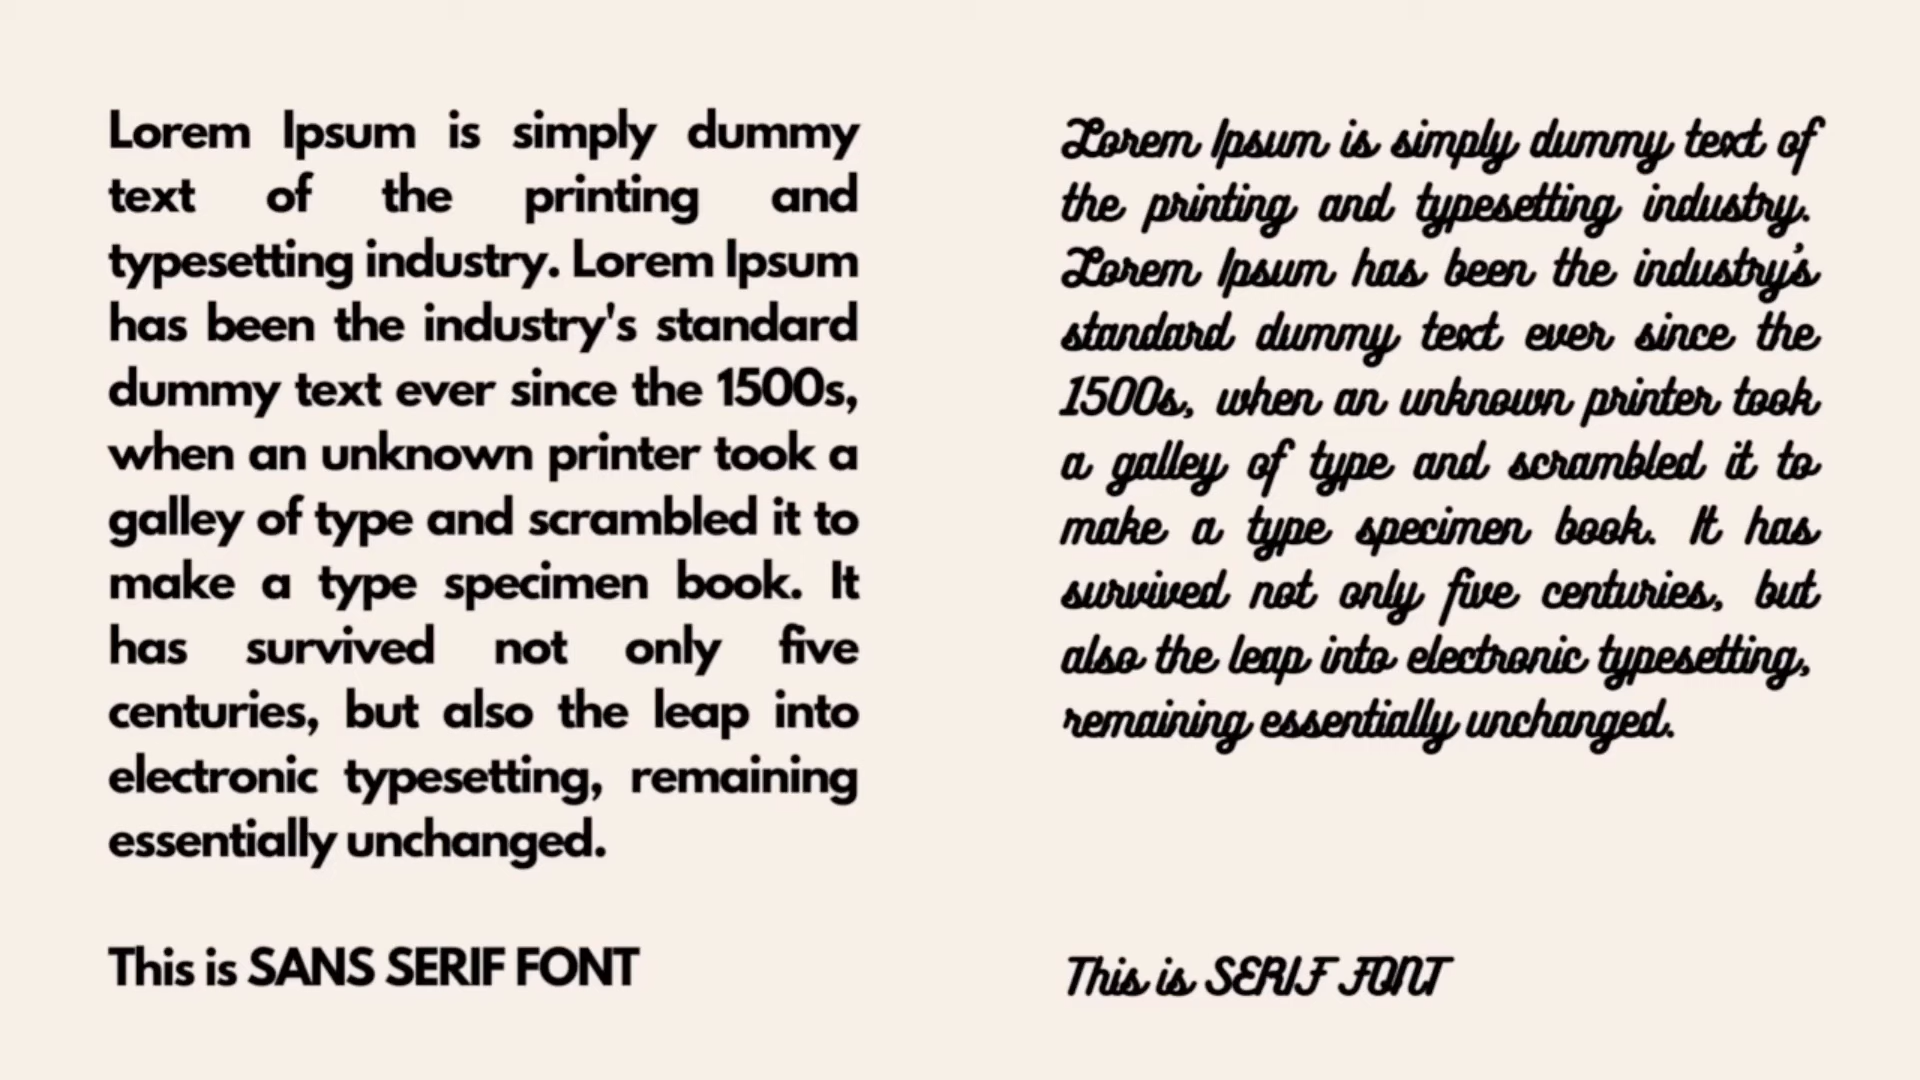 Lorem Ipsum is simply dummy
text of the printing and
typesetting industry. Lorem Ipsum
has been the industry's standard
dummy text ever since the 1500s,
when an unknown printer took a
galley of type and scrambled it to
make a type specimen book. It
has survived not only five
centuries, but also the leap into
electronic typesetting, remaining
essentially unchanged.
This is SANS SERIF FONT
Lorem Ipsum is simply dummy text of
the printing and typesetting industry.
Lorem Ipsum has been the industry's
standard dummy text ever since the
1500s, when an unknown printer took
a galley of type and scrambled it to
make a type specimen book. It has
survived not only five centuries, but
also the leap into electronic typesetting,
remaining essentially unchanged.
This is SERIF FONT